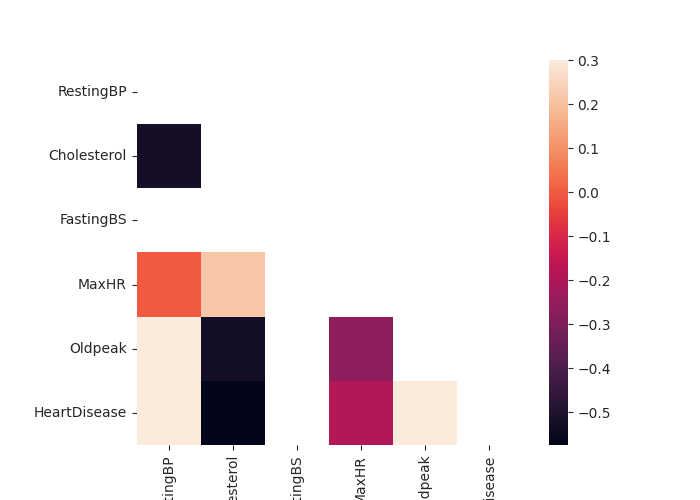 RestingBP
Cholesterol
FastingBS
MaxHR
Oldpeak
HeartDisease
tingBP
esterol
tingBS
MaxHR
dpeak
isease
0.3
0.2
0.1
0.0
−0.1
−0.2
−0.3
−0.4
−0.5